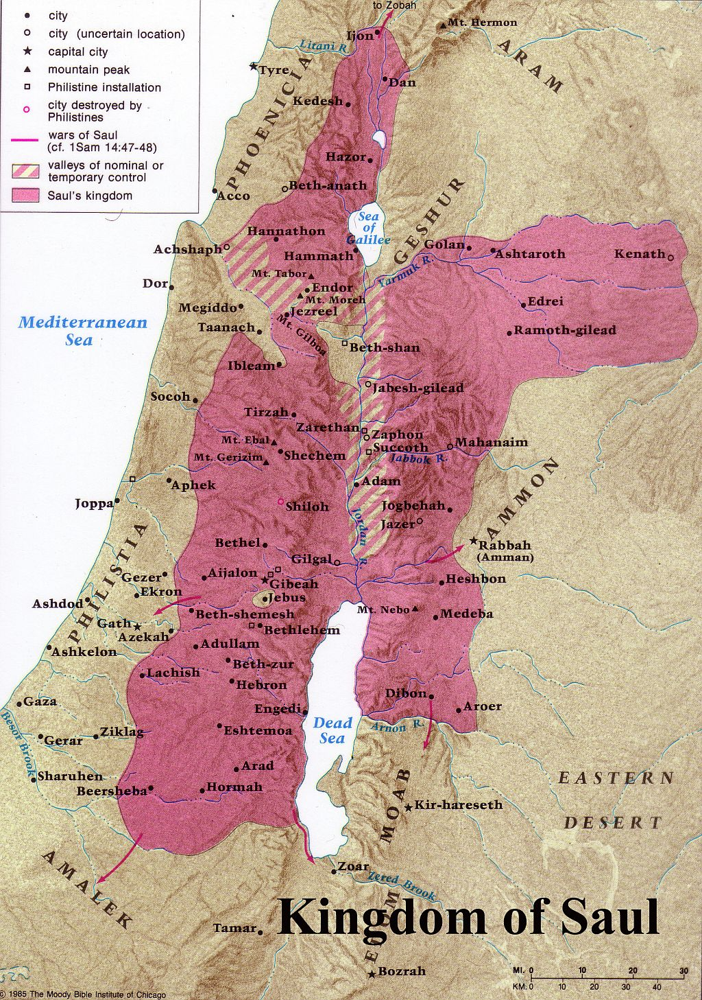 city
city (uncertain location)
capital city
mountain peak
Philistine installation
city destroyed by
Philistines
wars of Saul
(cf. 1Sam 14:47-48)
valleys of nominal or
temporary control
Saul's kingdom
to Zobah
Mt. Hermon
Ijon
Litani R.
ARAM
Tyre
Dan
PHOENICIA
Kedesh
Hazor
Beth-anath
Acco
GESHUR
Sea
of
Galilee
Hannathon
Achshaph
Hammath
Golan
Ashtaroth
Kenath
Yarmuk R.
Mt. Tabor
Dor
Endor
Mt. Moreh
Edrei
Megiddo
Jezreel
Mediterranean
Sea
Taanach
Mt. Gilboa
Ramoth-gilead
Beth-shan
Ibleam
Jabesh-gilead
Socoh
Tirzah
Zarethan
Zaphon
Mt. Ebal
Succoth
Mahanaim
Mt. Gerizim
Shechem
Jabbok R.
Aphek
Adam
AMMON
Joppa
Shiloh
Jogbehah
Jazer
Jordan R.
PHILISTIA
Bethel
Rabbah
(Amman)
Gilgal
Gezer
Aijalon
Gibeah
Heshbon
Ekron
Jebus
Ashdod
Beth-shemesh
Mt. Nebo
Medeba
Gath
Azekah
Bethlehem
Ashkelon
Adullam
Beth-zur
Lachish
Hebron
Dibon
Gaza
Engedi
Aroer
Besor Brook
Dead
Sea
Arnon R.
Ziklag
Eshtemoa
Gerar
Arad
Sharuhen
EASTERN
DESERT
Beersheba
Hormah
MOAB
Kir-hareseth
AMALEK
Zoar
Zered Brook
Kingdom of Saul
EDOM
Tamar
Bozrah
MI. 0 10 20 30
KM. 0 10 20 30 40
© 1985 The Moody Bible Institute of Chicago